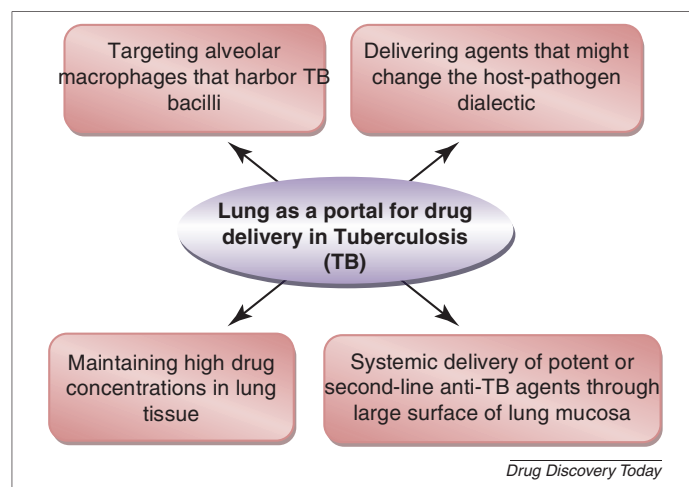 Targeting alveolar
macrophages that harbor TB
bacilli
Delivering agents that might
change the host-pathogen
dialectic
Lung as a portal for drug
delivery in Tuberculosis
(TB)
Maintaining high drug
concentrations in lung
tissue
Systemic delivery of potent or
second-line anti-TB agents through
large surface of lung mucosa
Drug Discovery Today